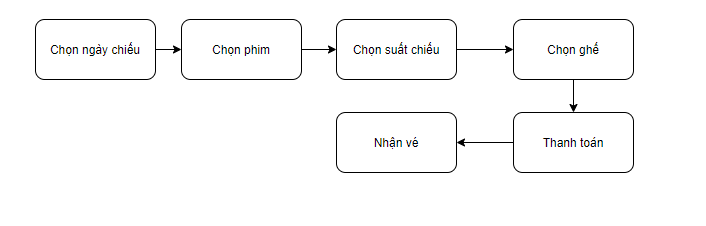 Chọn ngày chiếu
Chọn phim
Chọn suất chiếu
Chọn ghế
Nhận vé
Thanh toán